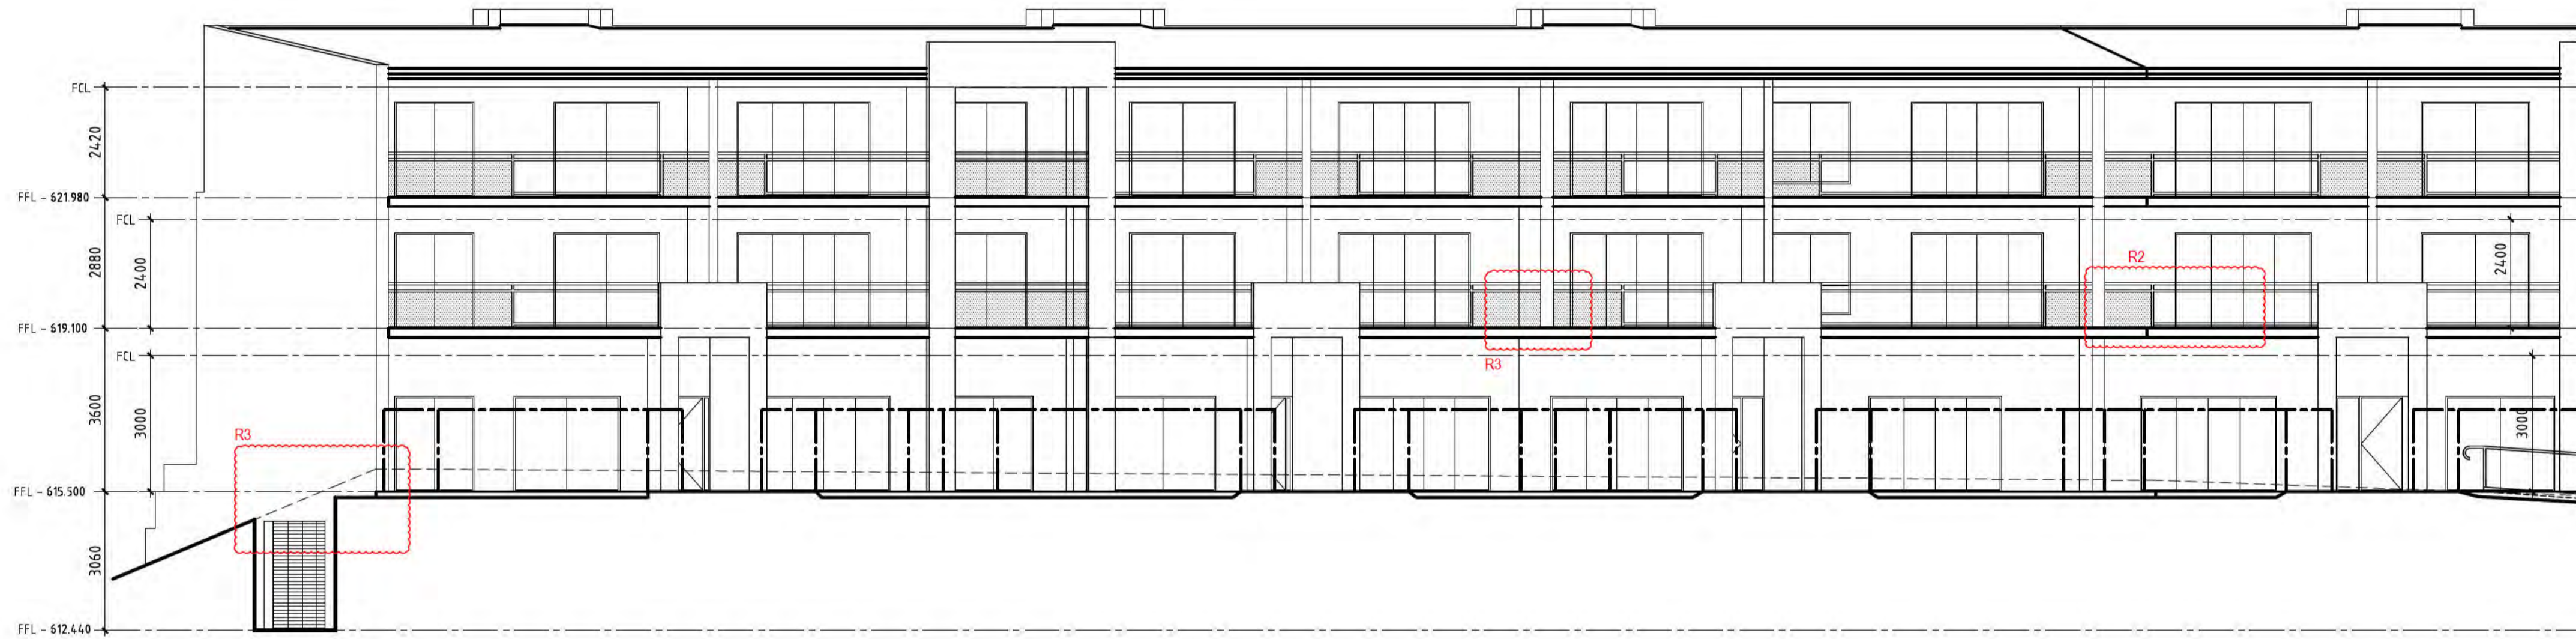 FCL
2420
FFL - 621.980
FCL
2880
2400
2400
R2
FFL - 619.100
FCL
R3
3600
3000
3000
R3
FFL - 615.500
3060
FFL - 612.440